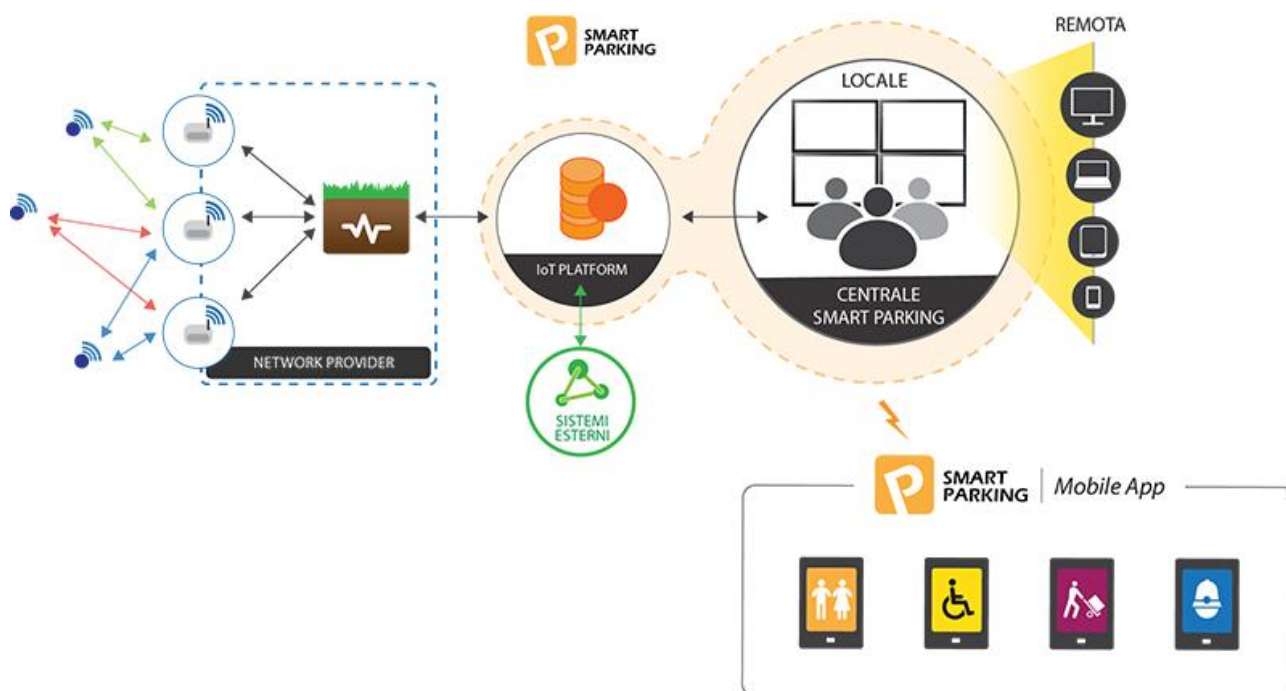 SMART
PARKING
REMOTA
LOCALE
IoT PLATFORM
CENTRALE
SMART PARKING
NETWORK PROVIDER
SISTEMI
ESTERNI
SMART
PARKING
Mobile App